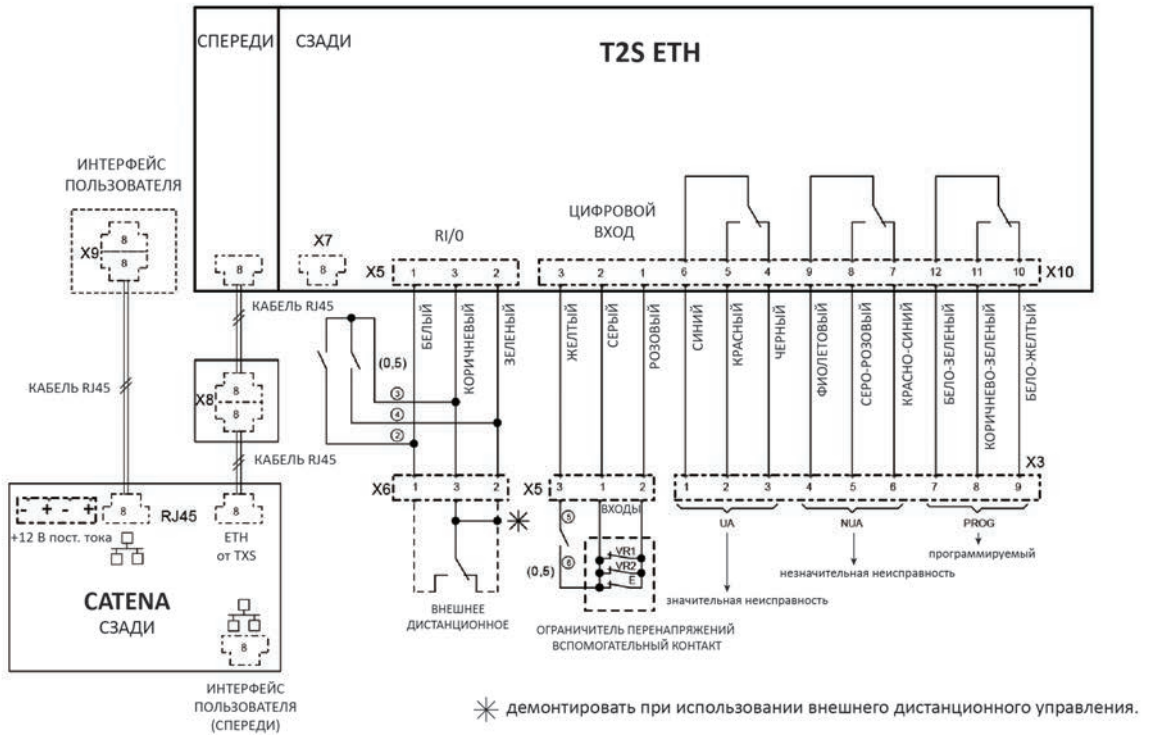 СПЕРЕДИ
СЗАДИ
T2S ETH
ИНТЕРФЕЙС
ПОЛЬЗОВАТЕЛЯ
X9
8
8
8
X7
8
RI/0
ЦИФРОВОЙ
ВХОД
X5
1 3 2
3 2 1 6 5 4 9 8 7 12 11 10
X10
КАБЕЛЬ RJ45
БЕЛЫЙ
КОРИЧНЕВЫЙ
ЗЕЛЕНЫЙ
ЖЕЛТЫЙ
СЕРЫЙ
РОЗОВЫЙ
СИНИЙ
КРАСНЫЙ
ЧЕРНЫЙ
ФИОЛЕТОВЫЙ
СЕРО-РОЗОВЫЙ
КРАСНО-СИНИЙ
БЕЛО-ЗЕЛЕНЫЙ
КОРИЧНЕВО-ЗЕЛЕНЫЙ
БЕЛО-ЖЕЛТЫЙ
(0,5)
3
4
2
КАБЕЛЬ RJ45
X8
8
8
КАБЕЛЬ RJ45
X6
1 3 2
X5
3 1 2
X3
1 2 3 4 5 6 7 8 9
- + - +
8
RJ45
8
+12 В пост. тока
ETH
от TXS
CATENA
СЗАДИ
8
ИНТЕРФЕЙС
ПОЛЬЗОВАТЕЛЯ
(СПЕРЕДИ)
ВНЕШНЕЕ
ДИСТАНЦИОННОЕ
ВХОДЫ
5
6
(0,5)
VR1
VR2
E
ОГРАНИЧИТЕЛЬ ПЕРЕНАПРЯЖЕНИЙ
ВСПОМОГАТЕЛЬНЫЙ КОНТАКТ
UA
NUA
PROG
программируемый
незначительная неисправность
значительная неисправность
демонтировать при использовании внешнего дистанционного управления.